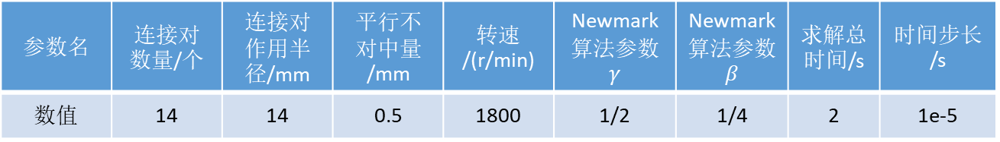 参数名
连接对
数量/个
连接对
作用半
径/mm
平行不
对中量
/mm
转速
/(r/min)
Newmark
算法参数
γ
Newmark
算法参数
β
求解总
时间/s
时间步长
/s
数值
14
14
0.5
1800
1/2
1/4
2
1e-5